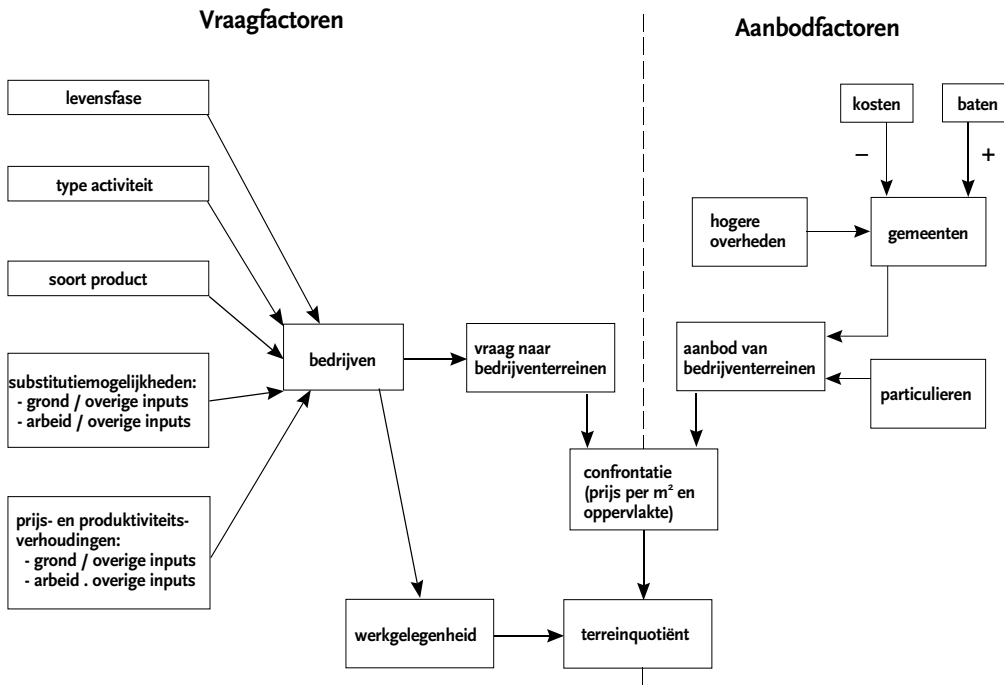 Vraagfactoren
Aanbodfactoren
levensfase
type activiteit
soort product
substitutiemogelijkheden:
- grond / overige inputs
- arbeid / overige inputs
prijs- en produktiviteits-
verhoudingen:
- grond / overige inputs
- arbeid . overige inputs
bedrijven
vraag naar
bedrijventerreinen
kosten
baten
–
+
hogere
overheden
gemeenten
aanbod van
bedrijventerreinen
particulieren
confrontatie
(prijs per m² en
oppervlakte)
werkgelegenheid
terreinquotiënt